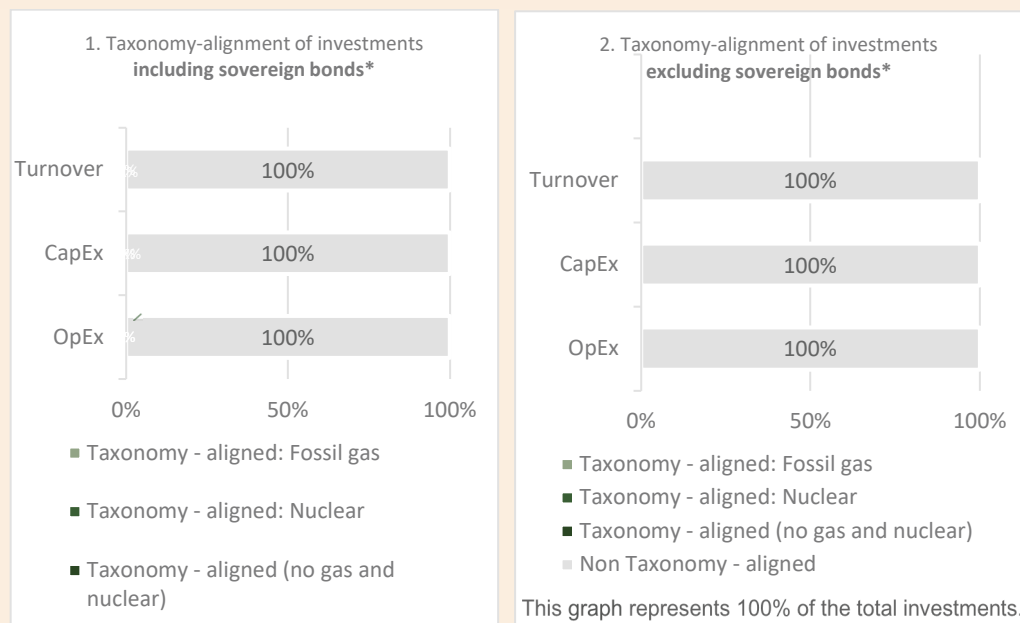 1. Taxonomy-alignment of investments
including sovereign bonds*
Turnover
%
100%
CapEx
%
100%
OpEx
%
100%
0%
50%
100%
■ Taxonomy - aligned: Fossil gas
■ Taxonomy - aligned: Nuclear
■ Taxonomy - aligned (no gas and
nuclear)
2. Taxonomy-alignment of investments
excluding sovereign bonds*
Turnover
100%
CapEx
100%
OpEx
100%
0%
50%
100%
■ Taxonomy - aligned: Fossil gas
■ Taxonomy - aligned: Nuclear
■ Taxonomy - aligned (no gas and nuclear)
■ Non Taxonomy - aligned
This graph represents 100% of the total investments.